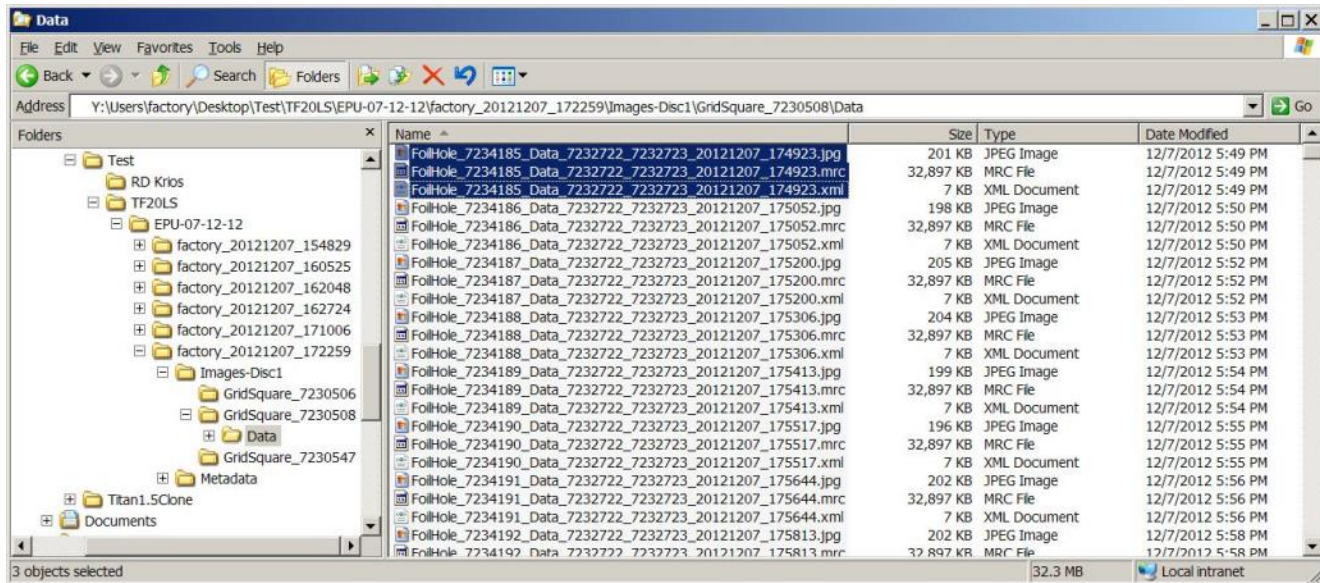 Data
File Edit View Favorites Tools Help
Back Search Folders
Address Y:\Users\factory\Desktop\Test\TF20LS\EPU-07-12-12\factory_20121207_172259\Images-Disc1\GridSquare_7230508\Data Go
Folders x
Test
RD Krios
TF20LS
EPU-07-12-12
factory_20121207_154829
factory_20121207_160525
factory_20121207_162048
factory_20121207_162724
factory_20121207_171006
factory_20121207_172259
Images-Disc1
GridSquare_7230506
GridSquare_7230508
Data
GridSquare_7230547
Metadata
Titan1.5Clone
Documents
Name Size Type Date Modified
FoilHole_7234185_Data_7232722_7232723_20121207_174923.jpg 201 KB JPEG Image 12/7/2012 5:49 PM
FoilHole_7234185_Data_7232722_7232723_20121207_174923.mrc 32,897 KB MRC File 12/7/2012 5:49 PM
FoilHole_7234185_Data_7232722_7232723_20121207_174923.xml 7 KB XML Document 12/7/2012 5:49 PM
FoilHole_7234186_Data_7232722_7232723_20121207_175052.jpg 198 KB JPEG Image 12/7/2012 5:50 PM
FoilHole_7234186_Data_7232722_7232723_20121207_175052.mrc 32,897 KB MRC File 12/7/2012 5:50 PM
FoilHole_7234186_Data_7232722_7232723_20121207_175052.xml 7 KB XML Document 12/7/2012 5:50 PM
FoilHole_7234187_Data_7232722_7232723_20121207_175200.jpg 205 KB JPEG Image 12/7/2012 5:52 PM
FoilHole_7234187_Data_7232722_7232723_20121207_175200.mrc 32,897 KB MRC File 12/7/2012 5:52 PM
FoilHole_7234187_Data_7232722_7232723_20121207_175200.xml 7 KB XML Document 12/7/2012 5:52 PM
FoilHole_7234188_Data_7232722_7232723_20121207_175306.jpg 204 KB JPEG Image 12/7/2012 5:53 PM
FoilHole_7234188_Data_7232722_7232723_20121207_175306.mrc 32,897 KB MRC File 12/7/2012 5:53 PM
FoilHole_7234188_Data_7232722_7232723_20121207_175306.xml 7 KB XML Document 12/7/2012 5:53 PM
FoilHole_7234189_Data_7232722_7232723_20121207_175413.jpg 199 KB JPEG Image 12/7/2012 5:54 PM
FoilHole_7234189_Data_7232722_7232723_20121207_175413.mrc 32,897 KB MRC File 12/7/2012 5:54 PM
FoilHole_7234189_Data_7232722_7232723_20121207_175413.xml 7 KB XML Document 12/7/2012 5:54 PM
FoilHole_7234190_Data_7232722_7232723_20121207_175517.jpg 196 KB JPEG Image 12/7/2012 5:55 PM
FoilHole_7234190_Data_7232722_7232723_20121207_175517.mrc 32,897 KB MRC File 12/7/2012 5:55 PM
FoilHole_7234190_Data_7232722_7232723_20121207_175517.xml 7 KB XML Document 12/7/2012 5:55 PM
FoilHole_7234191_Data_7232722_7232723_20121207_175644.jpg 202 KB JPEG Image 12/7/2012 5:56 PM
FoilHole_7234191_Data_7232722_7232723_20121207_175644.mrc 32,897 KB MRC File 12/7/2012 5:56 PM
FoilHole_7234191_Data_7232722_7232723_20121207_175644.xml 7 KB XML Document 12/7/2012 5:56 PM
FoilHole_7234192_Data_7232722_7232723_20121207_175813.jpg 202 KB JPEG Image 12/7/2012 5:58 PM
FoilHole_7234192_Data_7232722_7232723_20121207_175813.mrc 32,897 KB MRC File 12/7/2012 5:58 PM
3 objects selected 32.3 MB Local intranet